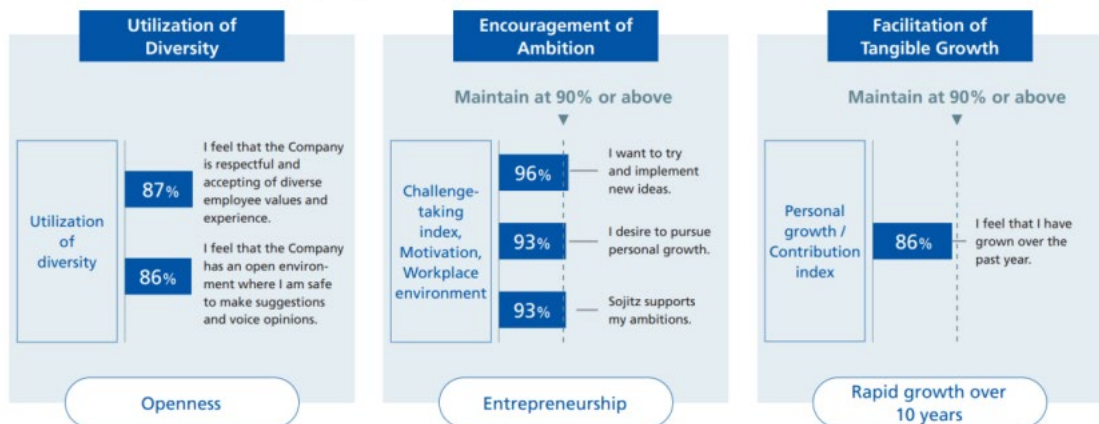 Utilization of
Diversity
Utilization
of
diversity
87%
I feel that the Company
is respectful and
accepting of diverse
employee values and
experience.
86%
I feel that the Company
has an open environ-
ment where I am safe
to make suggestions
and voice opinions.
Openness
Encouragement of
Ambition
Maintain at 90% or above
Challenge-
taking
index,
Motivation,
Workplace
environment
96%
I want to try
and implement
new ideas.
93%
I desire to pursue
personal growth.
93%
Sojitz supports
my ambitions.
Entrepreneurship
Facilitation of
Tangible Growth
Maintain at 90% or above
Personal
growth /
Contribution
index
86%
I feel that I have
grown over the
past year.
Rapid growth over
10 years